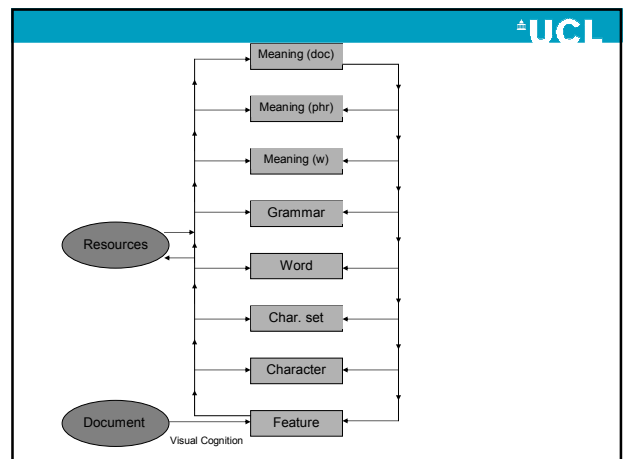 UCL
Meaning (doc)
Meaning (phr)
Meaning (w)
Grammar
Resources
Word
Char. set
Character
Document
Feature
Visual Cognition